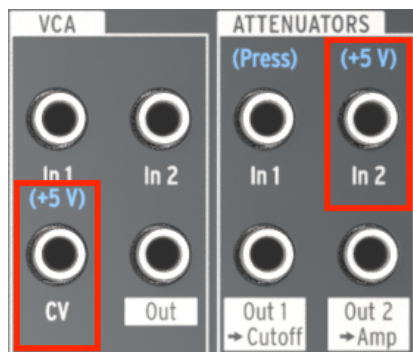 VCA
ATTENUATORS
(Press) (+5 V)
In 1 In 2 In 1 In 2
(+5 V)
CV Out Out 1 Out 2
→ Cutoff → Amp